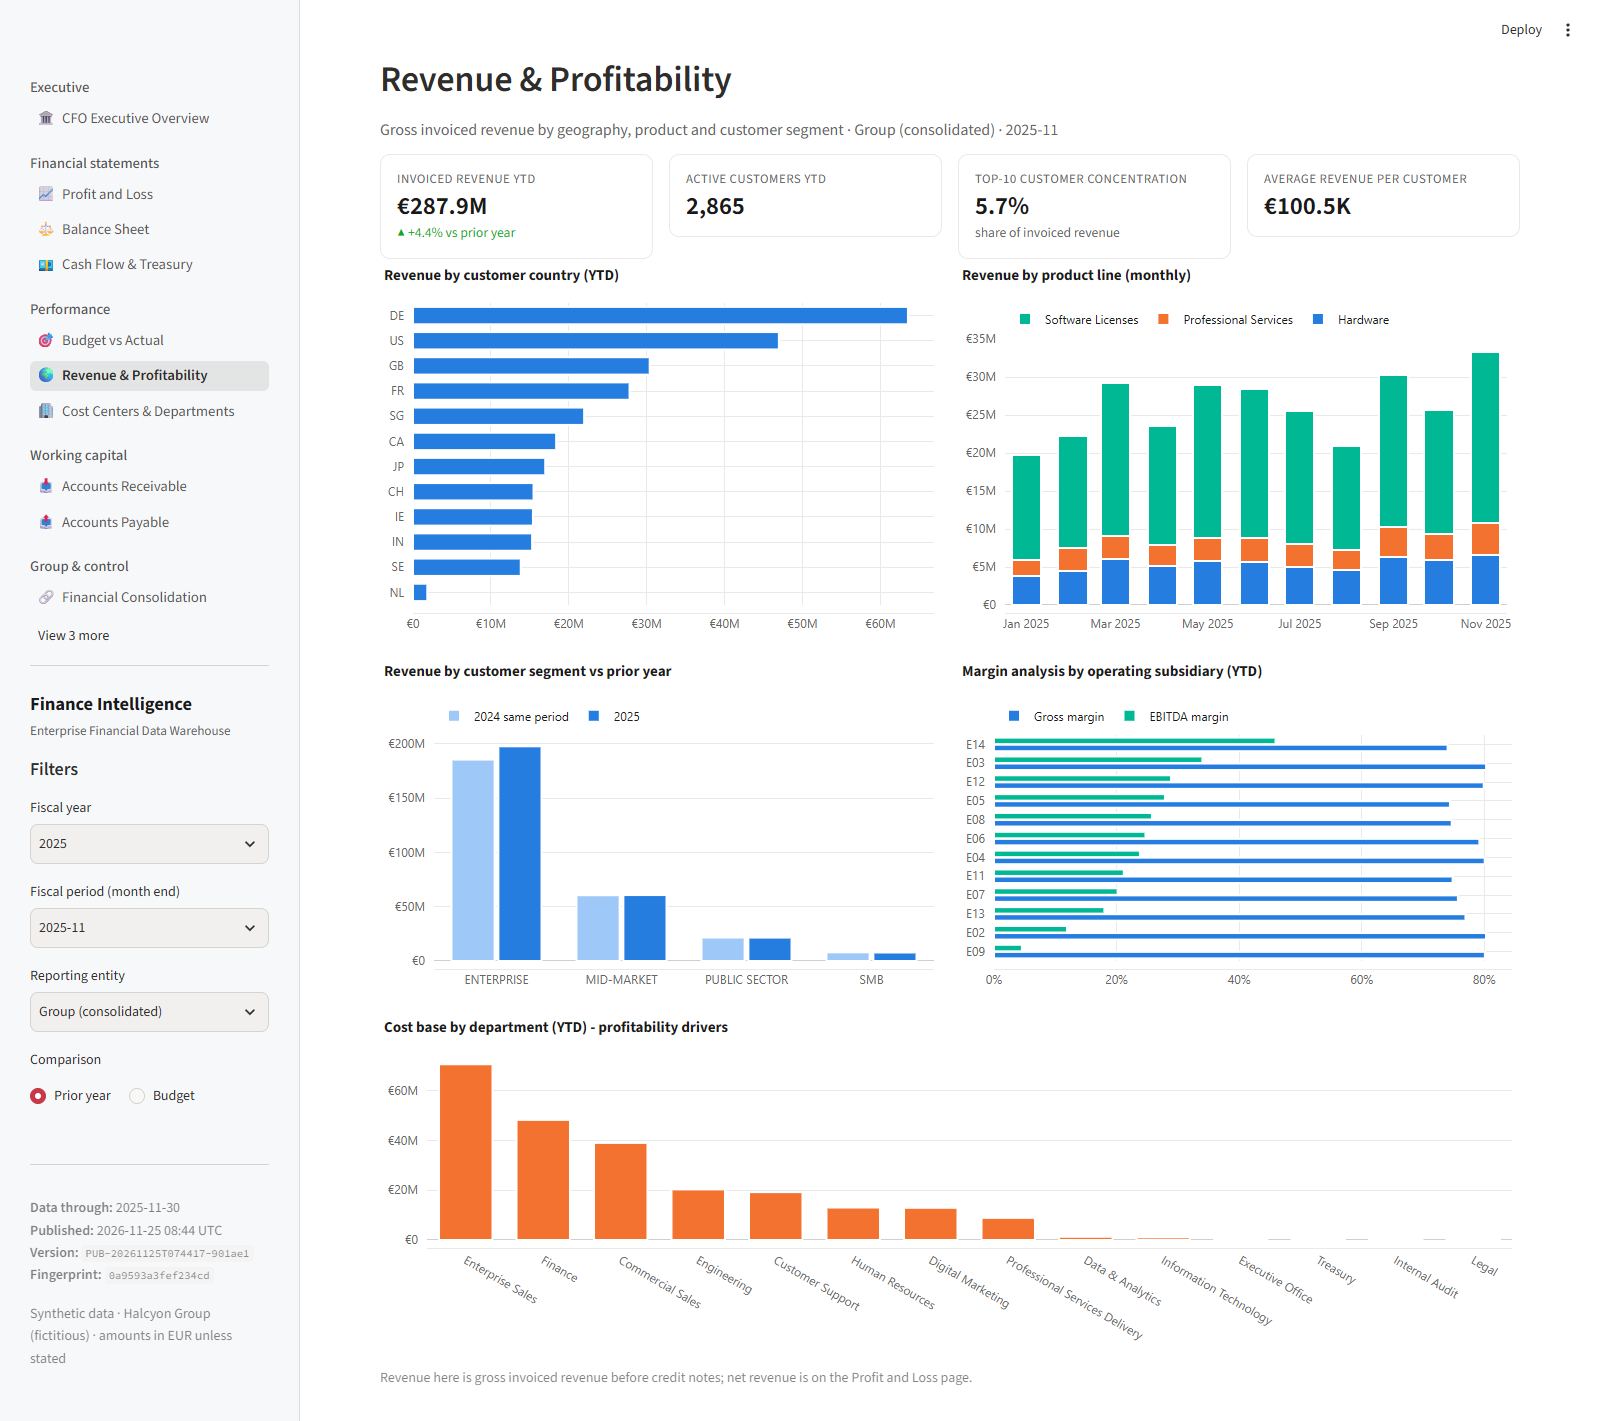 Deploy
Executive
CFO Executive Overview
Financial statements
Profit and Loss
Balance Sheet
Cash Flow & Treasury
Performance
Budget vs Actual
Revenue & Profitability
Cost Centers & Departments
Working capital
Accounts Receivable
Accounts Payable
Group & control
Financial Consolidation
View 3 more
Finance Intelligence
Enterprise Financial Data Warehouse
Filters
Fiscal year
2025
Fiscal period (month end)
2025-11
Reporting entity
Group (consolidated)
Comparison
Prior year
Budget
Data through: 2025-11-30
Published: 2026-11-25 08:44 UTC
Version: PUB-20261125T074417-901ae1
Fingerprint: 0a9593a3fef234cd
Synthetic data · Halcyon Group
(fictitious) · amounts in EUR unless
stated
Revenue & Profitability
Gross invoiced revenue by geography, product and customer segment · Group (consolidated) · 2025-11
INVOICED REVENUE YTD
€287.9M
▲ +4.4% vs prior year
ACTIVE CUSTOMERS YTD
2,865
TOP-10 CUSTOMER CONCENTRATION
5.7%
share of invoiced revenue
AVERAGE REVENUE PER CUSTOMER
€100.5K
Revenue by customer country (YTD)
DE
US
GB
FR
SG
CA
JP
CH
IE
IN
SE
NL
€0 €10M €20M €30M €40M €50M €60M
Revenue by product line (monthly)
Software Licenses Professional Services Hardware
€35M
€30M
€25M
€20M
€15M
€10M
€5M
€0
Jan 2025 Mar 2025 May 2025 Jul 2025 Sep 2025 Nov 2025
Revenue by customer segment vs prior year
2024 same period 2025
€200M
€150M
€100M
€50M
€0
ENTERPRISE MID-MARKET PUBLIC SECTOR SMB
Margin analysis by operating subsidiary (YTD)
Gross margin EBITDA margin
E14
E03
E12
E05
E08
E06
E04
E11
E07
E13
E02
E09
0% 20% 40% 60% 80%
Cost base by department (YTD) - profitability drivers
€60M
€40M
€20M
€0
Enterprise Sales
Finance
Commercial Sales
Engineering
Customer Support
Human Resources
Digital Marketing
Professional Services Delivery
Data & Analytics
Information Technology
Executive Office
Treasury
Internal Audit
Legal
Revenue here is gross invoiced revenue before credit notes; net revenue is on the Profit and Loss page.